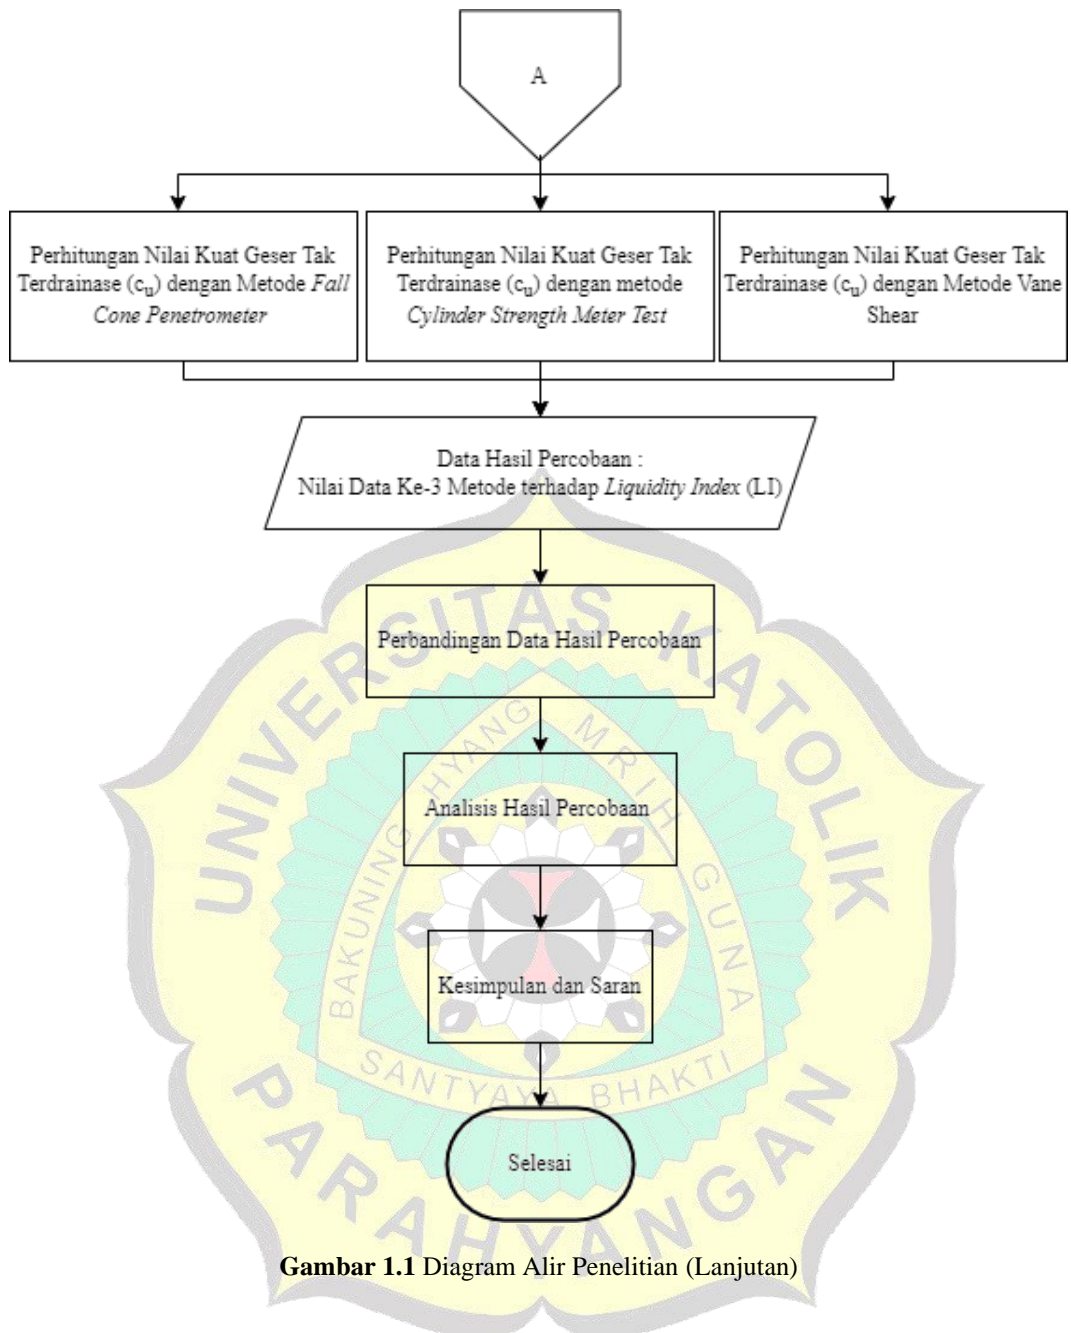 A
Perhitungan Nilai Kuat Geser Tak
Terdrainase (cu) dengan Metode Fall
Cone Penetrometer
Perhitungan Nilai Kuat Geser Tak
Terdrainase (cu) dengan metode
Cylinder Strength Meter Test
Perhitungan Nilai Kuat Geser Tak
Terdrainase (cu) dengan Metode Vane
Shear
Data Hasil Percobaan :
Nilai Data Ke-3 Metode terhadap Liquidity Index (LI)
Perbandingan Data Hasil Percobaan
Analisis Hasil Percobaan
Kesimpulan dan Saran
Selesai
Gambar 1.1 Diagram Alir Penelitian (Lanjutan)
UNIVERSITAS KATOLIK
PARAHYANGAN
BAKUNING HYANG MRIH GUNA
SANTYAYA BHAKTI